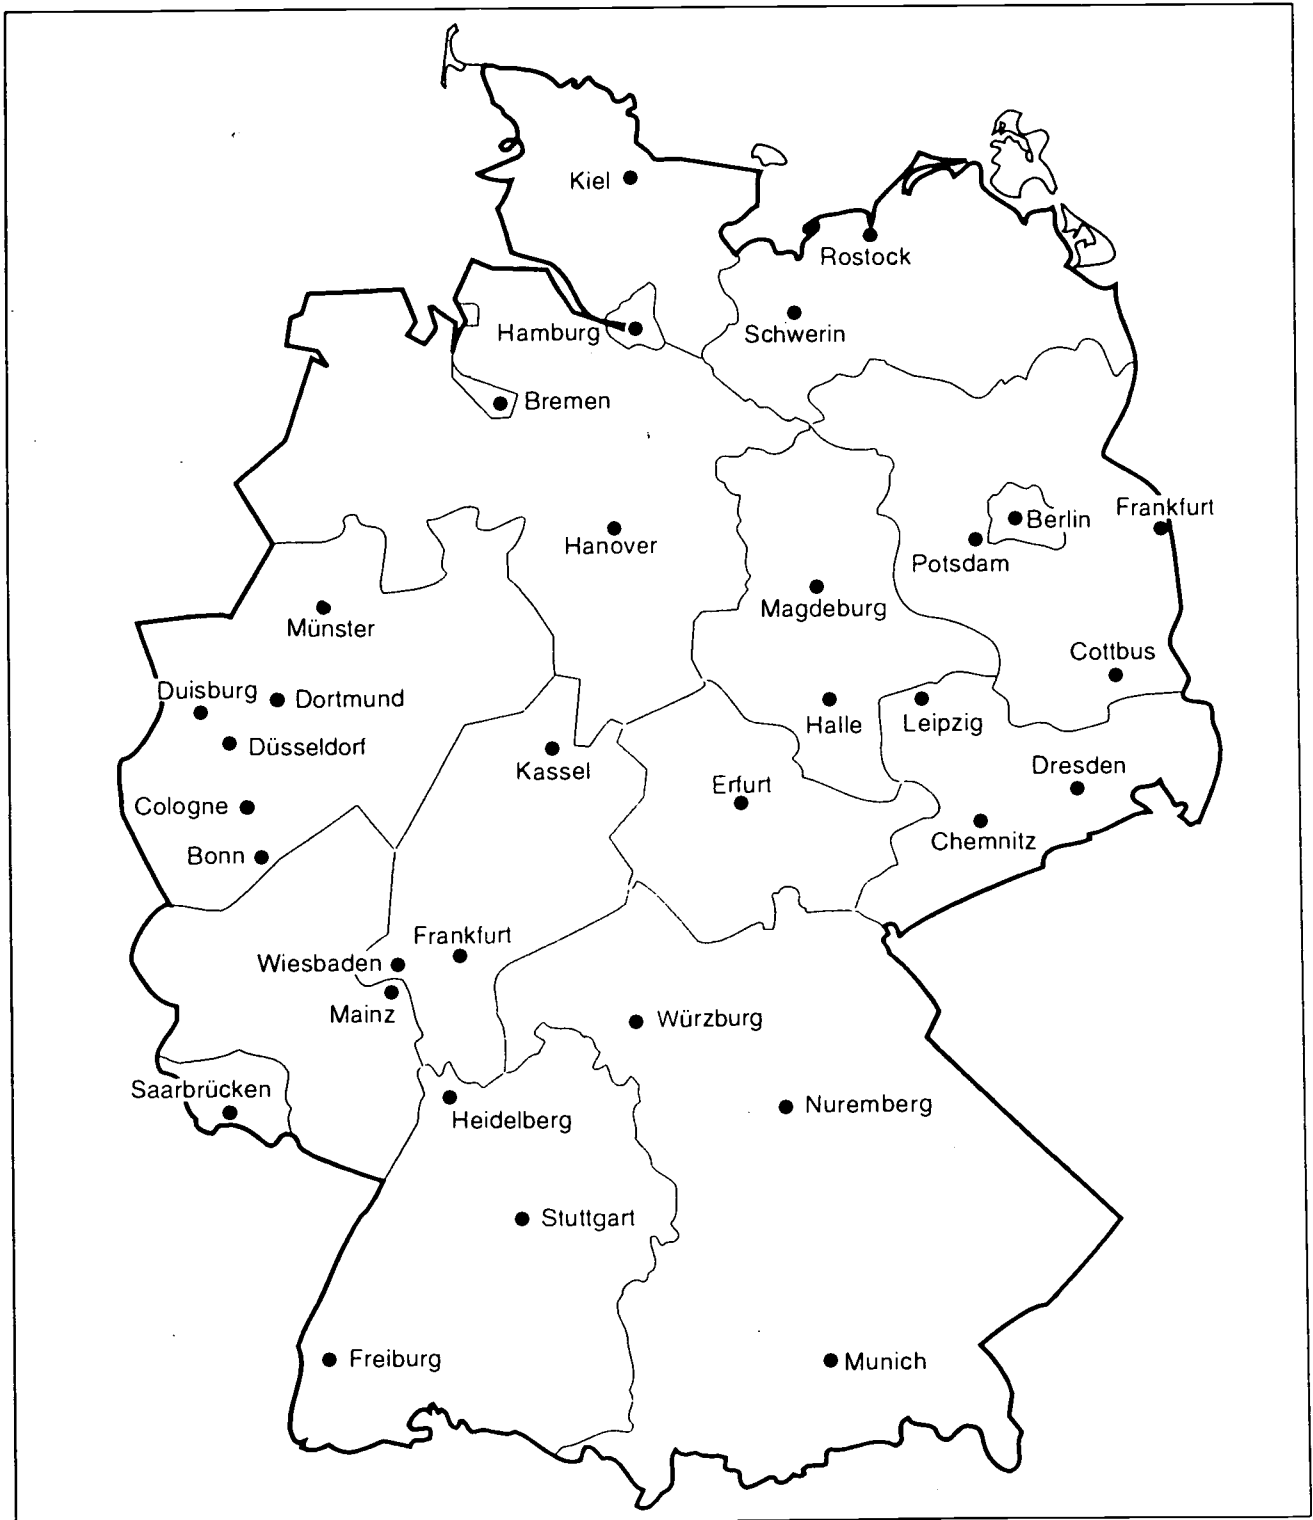 Kiel
Rostock
Hamburg
Schwerin
Bremen
Frankfurt
Berlin
Hanover
Potsdam
Magdeburg
Münster
Cottbus
Duisburg
Dortmund
Halle
Leipzig
Düsseldorf
Kassel
Dresden
Erfurt
Cologne
Chemnitz
Bonn
Frankfurt
Wiesbaden
Mainz
Würzburg
Saarbrücken
Nuremberg
Heidelberg
Stuttgart
Freiburg
Munich